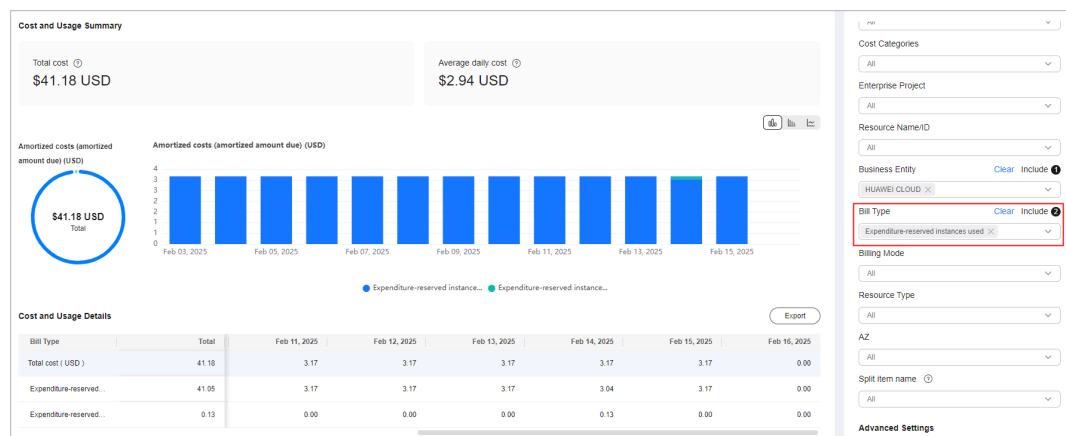 Cost and Usage Summary
Total cost
$41.18 USD
Average daily cost
$2.94 USD
Amortized costs (amortized
amount due) (USD)
$41.18 USD
Total
Amortized costs (amortized amount due) (USD)
4
3
3
2
2
1
1
0
Feb 03, 2025 Feb 05, 2025 Feb 07, 2025 Feb 09, 2025 Feb 11, 2025 Feb 13, 2025 Feb 15, 2025
Expenditure-reserved instance... Expenditure-reserved instance...
Cost and Usage Details
Export
Bill Type Total Feb 11, 2025 Feb 12, 2025 Feb 13, 2025 Feb 14, 2025 Feb 15, 2025 Feb 16, 2025
Total cost ( USD ) 41.18 3.17 3.17 3.17 3.17 3.17 0.00
Expenditure-reserved... 41.05 3.17 3.17 3.17 3.04 3.17 0.00
Expenditure-reserved... 0.13 0.00 0.00 0.00 0.13 0.00 0.00
All
Cost Categories
All
Enterprise Project
All
Resource Name/ID
All
Business Entity Clear Include 1
HUAWEI CLOUD ×
Bill Type Clear Include 2
Expenditure-reserved instances used ×
Billing Mode
All
Resource Type
All
AZ
All
Split item name
All
Advanced Settings